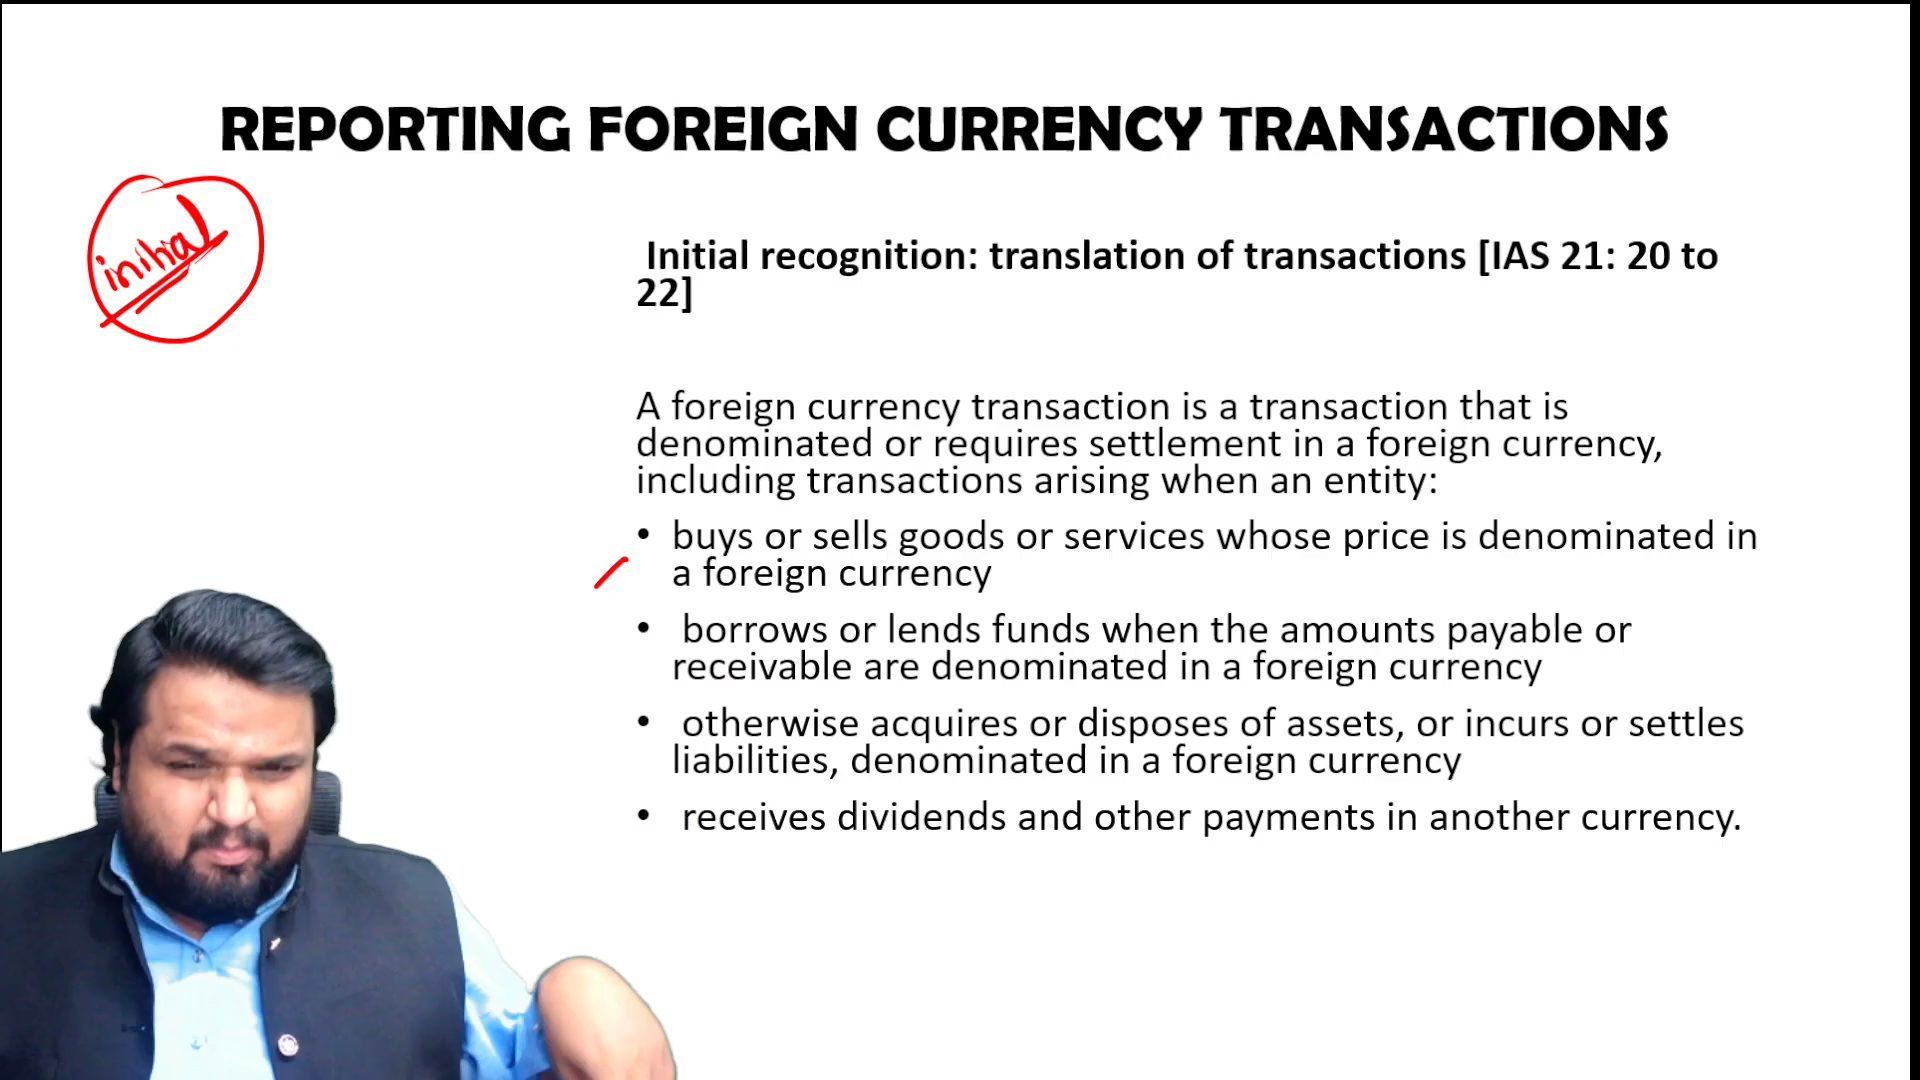 REPORTING FOREIGN CURRENCY TRANSACTIONS
initial
Initial recognition: translation of transactions [IAS 21: 20 to
22]
A foreign currency transaction is a transaction that is
denominated or requires settlement in a foreign currency,
including transactions arising when an entity:
• buys or sells goods or services whose price is denominated in
a foreign currency
• borrows or lends funds when the amounts payable or
receivable are denominated in a foreign currency
• otherwise acquires or disposes of assets, or incurs or settles
liabilities, denominated in a foreign currency
• receives dividends and other payments in another currency.